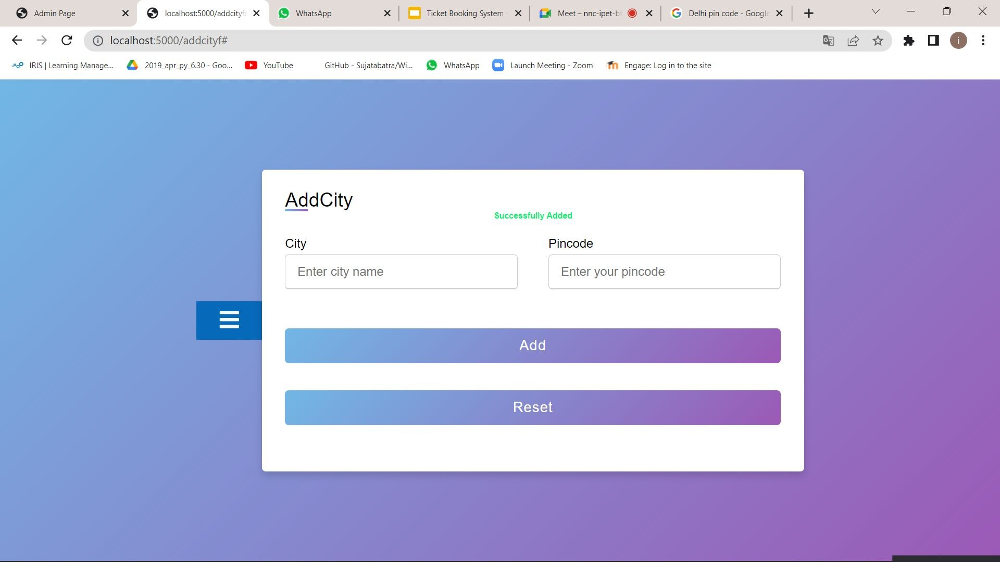 Admin Page
localhost:5000/addcityf#
WhatsApp
Ticket Booking System -
Meet – nnc-ipet-bf
Delhi pin code - Google
localhost:5000/addcityf#
i
IRIS | Learning Manage...
2019_apr_py_6.30 - Goo...
YouTube
GitHub - Sujatabatra/Wi...
WhatsApp
Launch Meeting - Zoom
Engage: Log in to the site
AddCity
Successfully Added
City
Pincode
Enter city name
Enter your pincode
Add
Reset